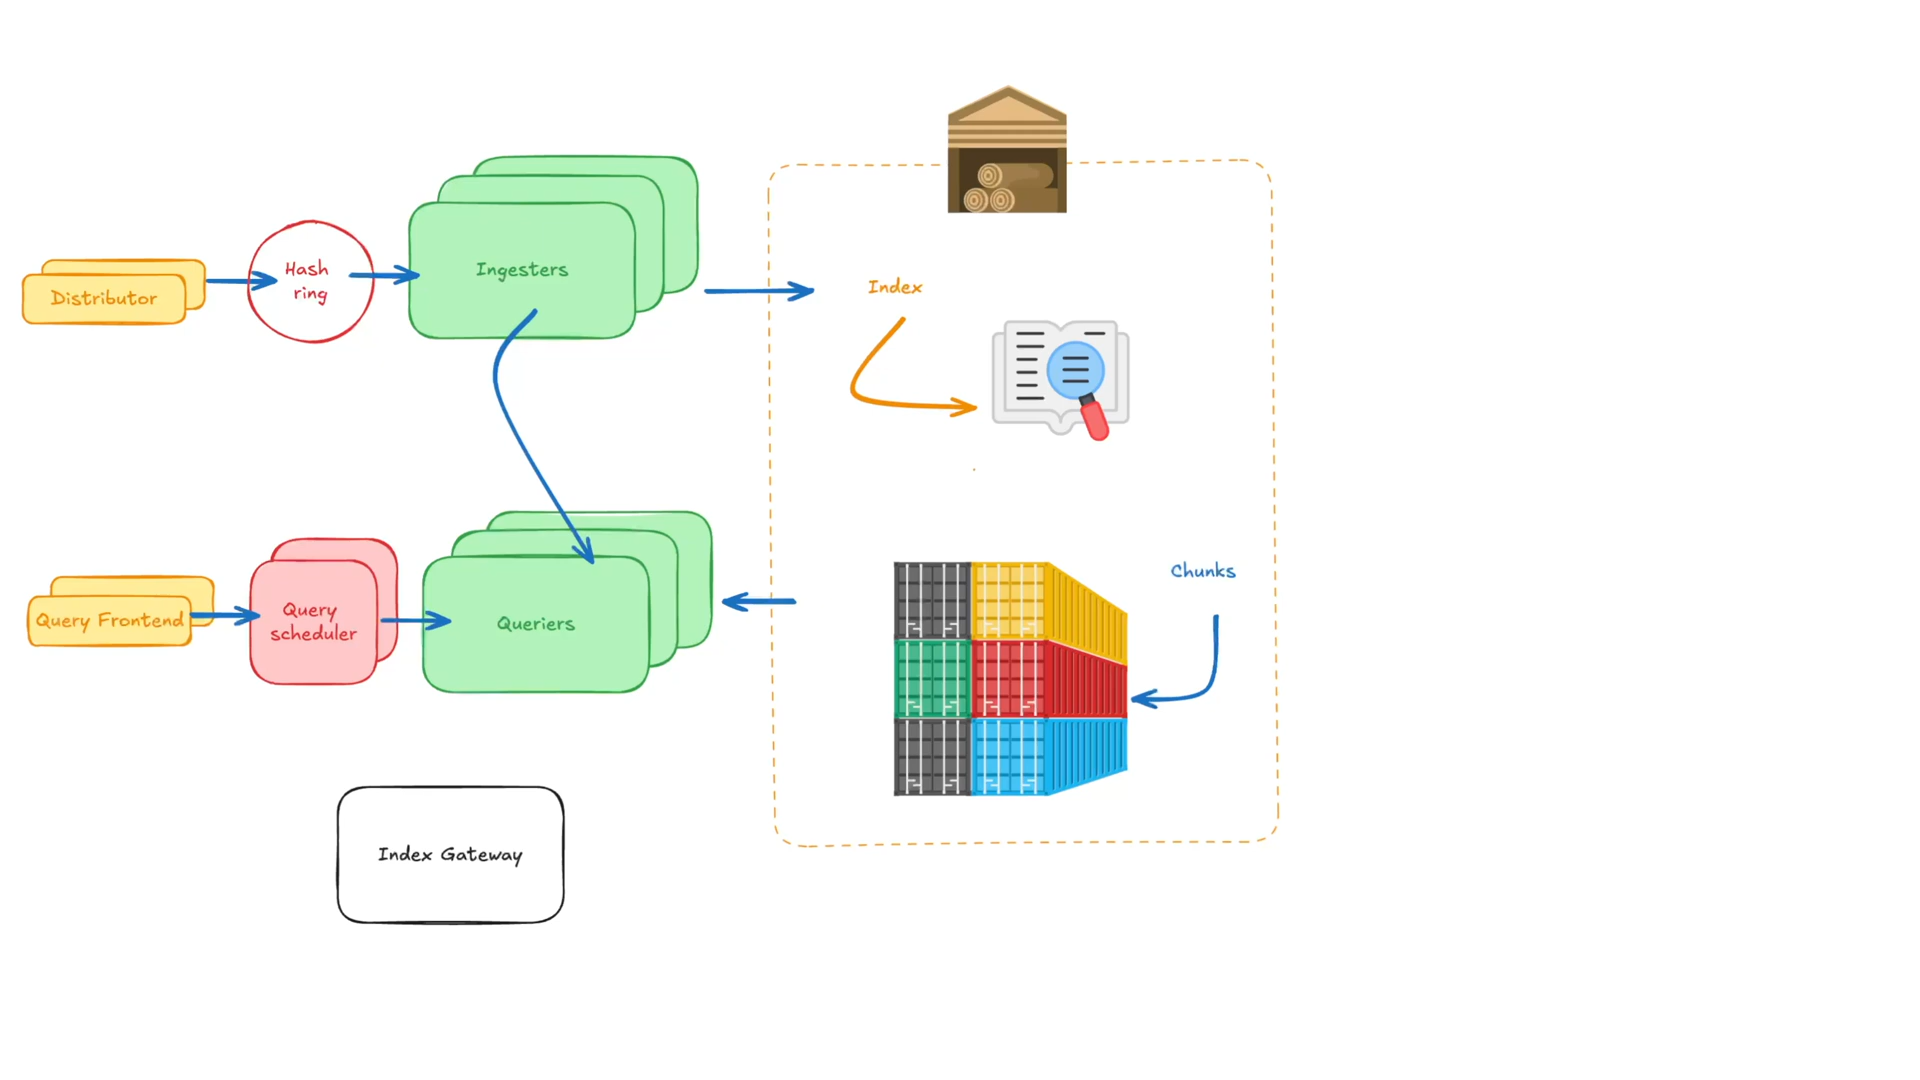 Hash
ring
Distributor
Ingesters
Index
Query Frontend
Query
scheduler
Queriers
Chunks
Index Gateway